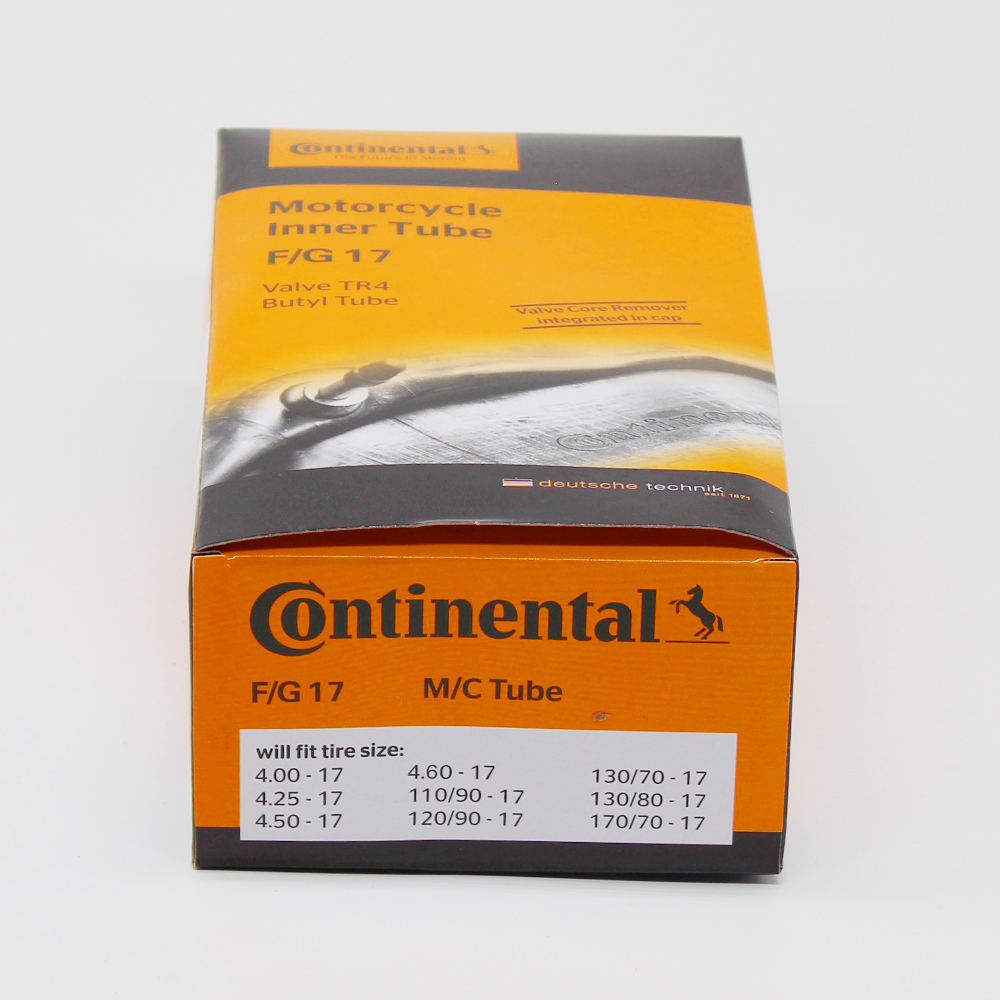 Continental
The Future in Motion
Motorcycle
Inner Tube
F/G 17
Valve TR4
Butyl Tube
Valve Core Remover
integrated in cap
Continental
deutsche technik
seit 1871
Continental
F/G 17 M/C Tube
will fit tire size:
4.00 - 17 4.60 - 17 130/70 - 17
4.25 - 17 110/90 - 17 130/80 - 17
4.50 - 17 120/90 - 17 170/70 - 17